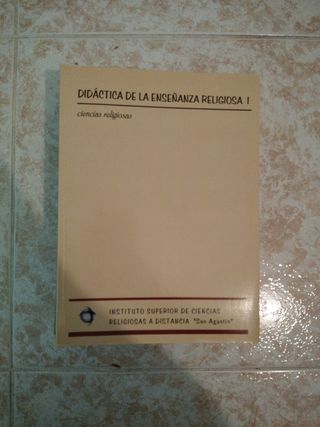 DIDÁCTICA DE LA ENSEÑANZA RELIGIOSA I
ciencias religiosas
INSTITUTO SUPERIOR DE CIENCIAS
RELIGIOSAS A DISTANCIA "San Agustín"